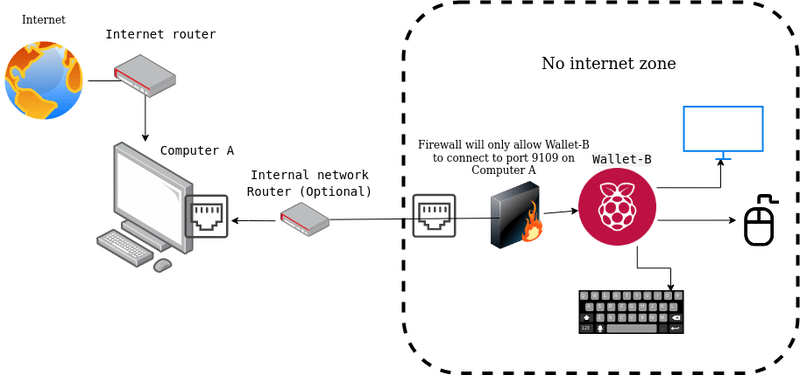 Internet
Internet router
No internet zone
Computer A
Firewall will only allow Wallet-B
to connect to port 9109 on
Computer A
Wallet-B
Internal network
Router (Optional)